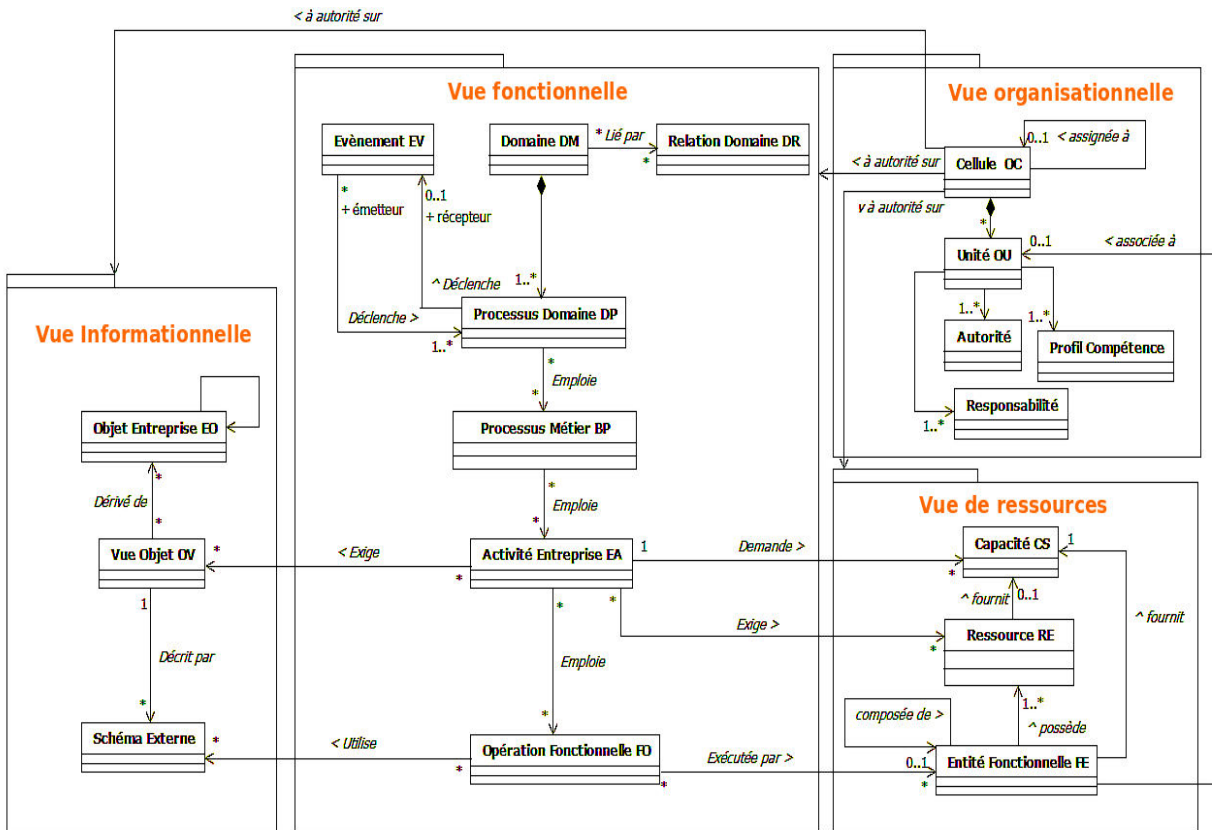 < à autorité sur
Vue fonctionnelle
Vue organisationnelle
Evènement EV
Domaine DM
* Lié par
*
Relation Domaine DR
0..1
< assignée à
Cellule OC
< à autorité sur
v à autorité sur
*
+ émetteur
0..1
+ récepteur
*
0..1
< associée à
Unité OU
1..*
^ Déclenche
Processus Domaine DP
Déclenche >
1..*
1..*
1..*
Autorité
Profil Compétence
Responsabilité
1..*
Vue Informationnelle
*
Emploie
*
Objet Entreprise EO
Processus Métier BP
*
Dérivé de
*
*
Emploie
*
Vue de ressources
Vue Objet OV
*
< Exige
*
Activité Entreprise EA
1
Demande >
*
Capacité CS
1
1
*
*
^ fournit
0..1
^ fournit
Exige >
*
Ressource RE
Décrit par
*
Emploie
*
1..*
^ possède
composée de >
Schéma Externe
*
< Utilise
*
Opération Fonctionnelle FO
*
Exécutée par >
0..1
*
Entité Fonctionnelle FE